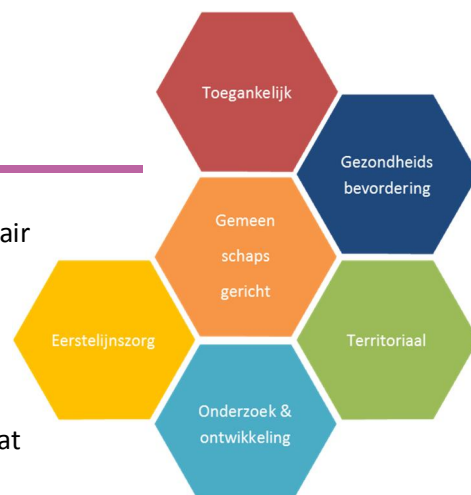 Toegankelijk
Gezondheids
bevordering
Gemeen
schaps
gericht
air
Eerstelijnszorg
Territoriaal
Onderzoek &
ontwikkeling
at